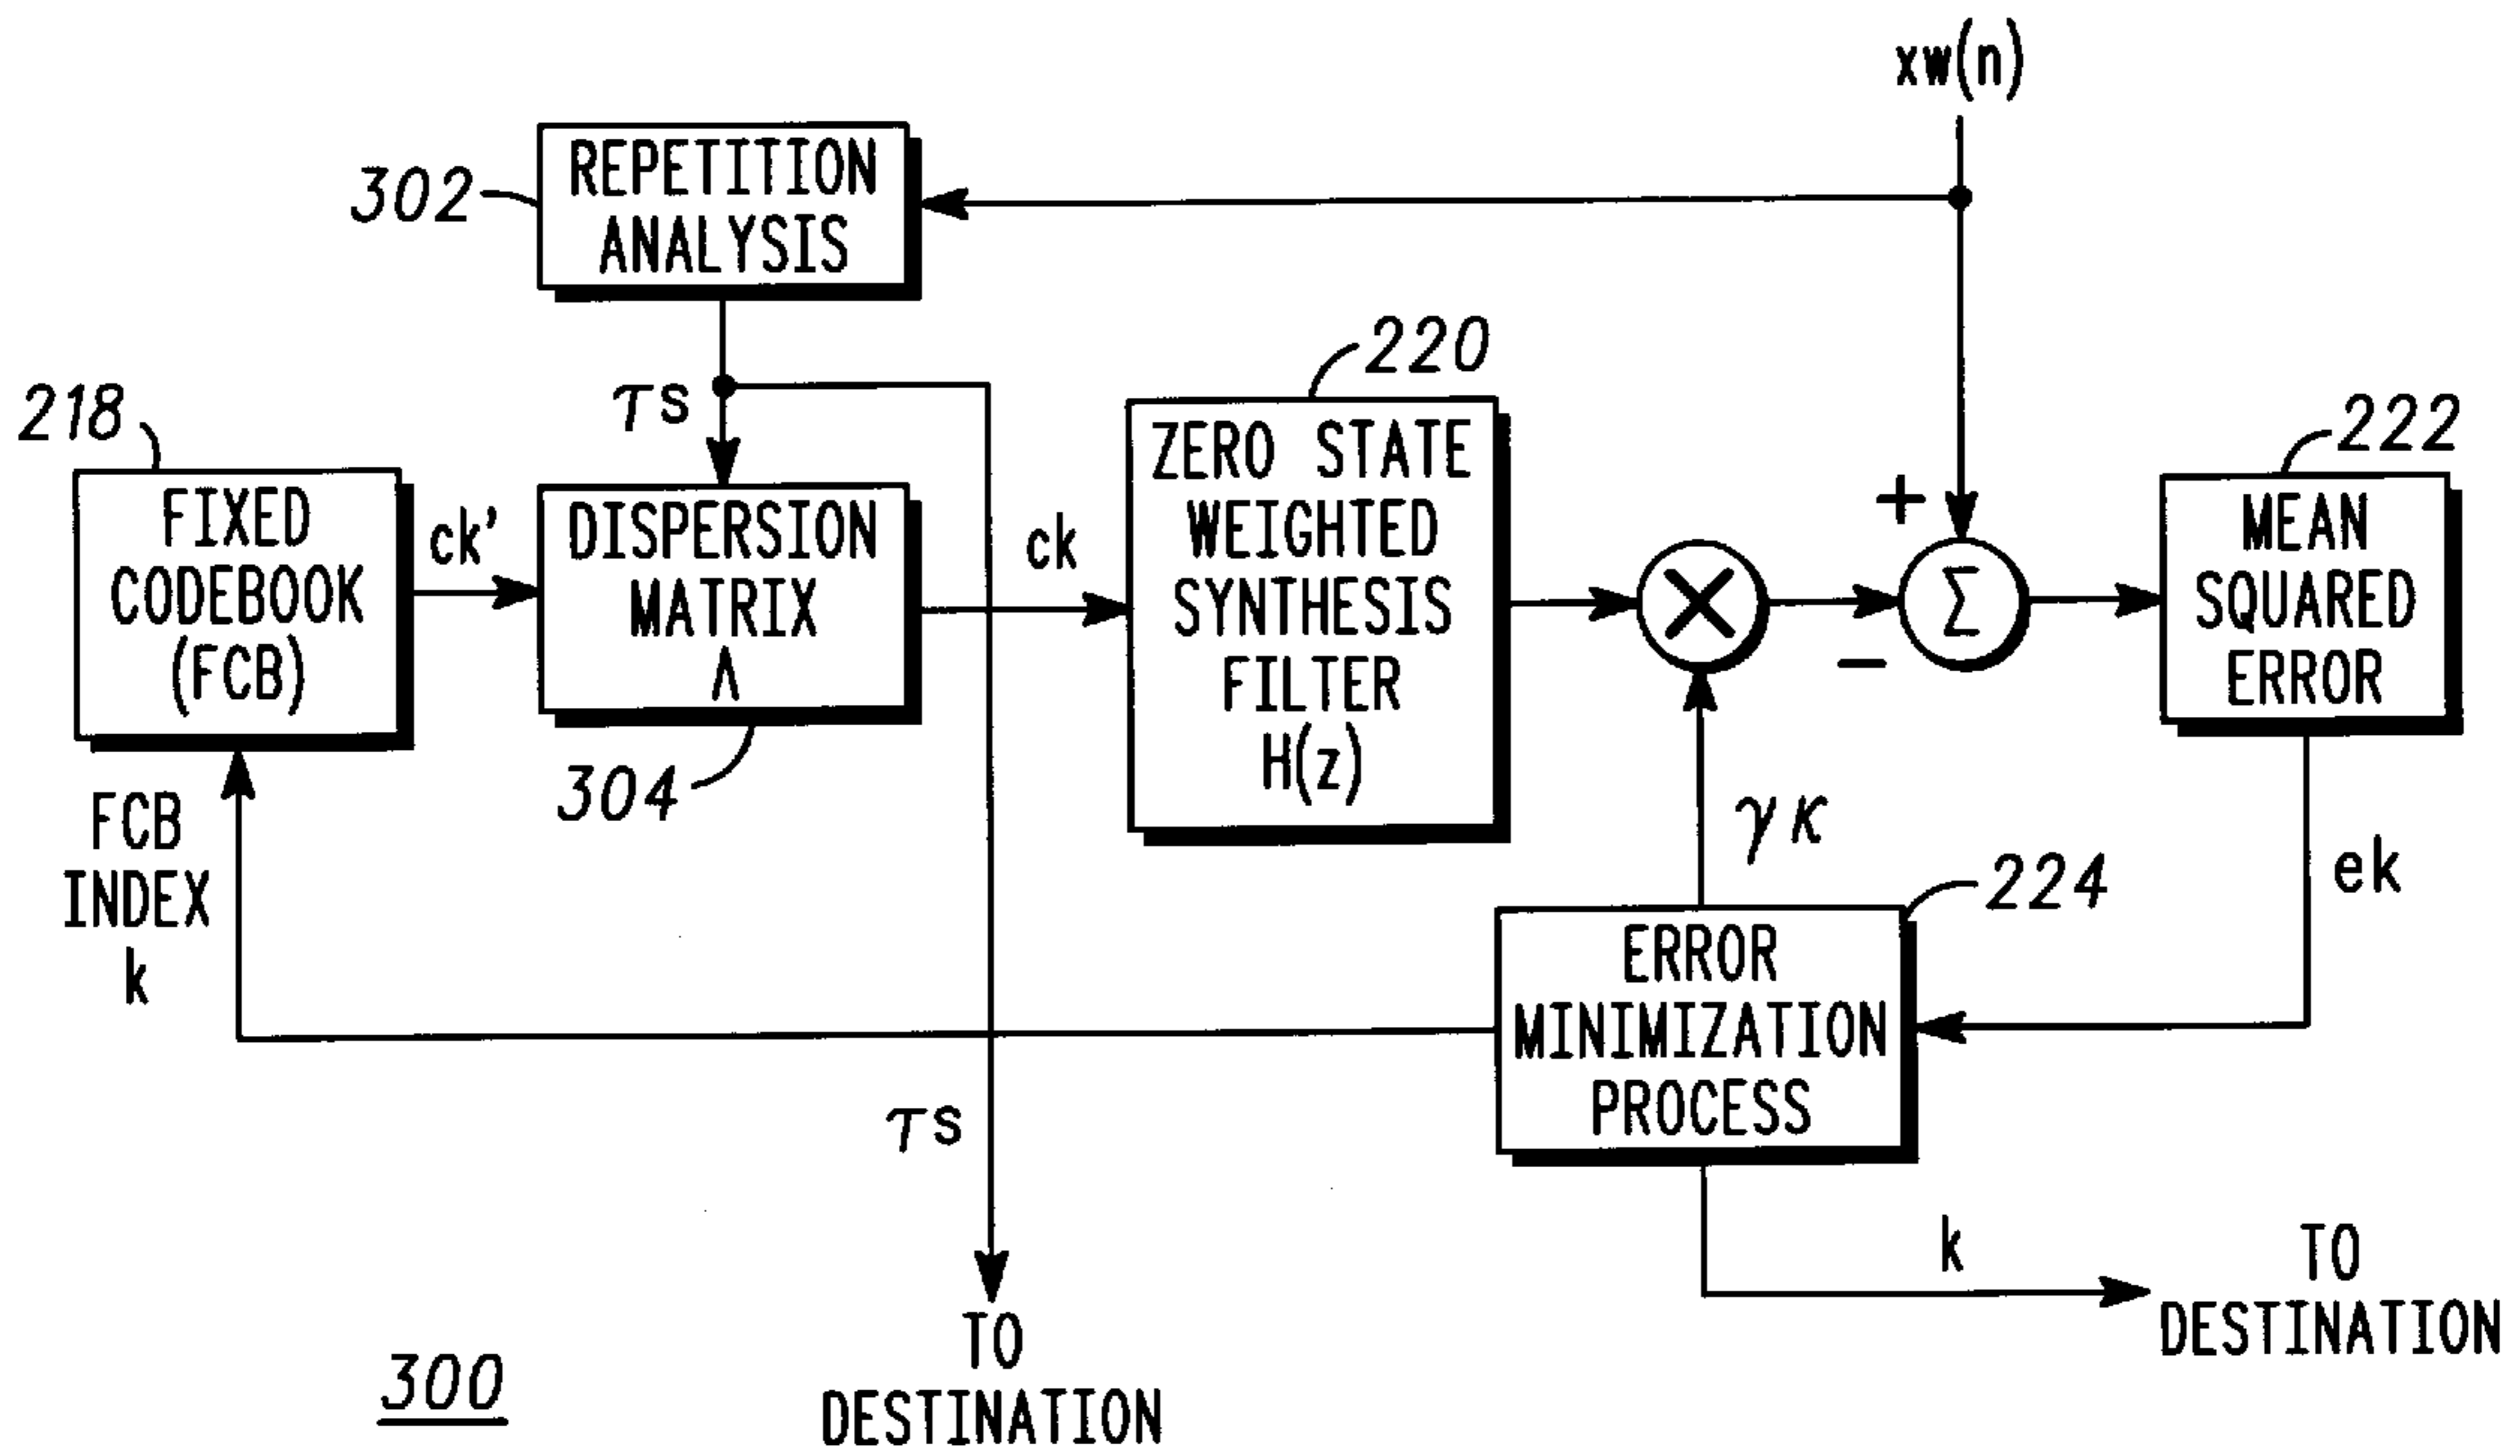 xw(n)
REPETITION
ANALYSIS
302
τs
218
FIXED
CODEBOOK
(FCB)
ck'
DISPERSION
MATRIX
Λ
304
ck
220
ZERO STATE
WEIGHTED
SYNTHESIS
FILTER
H(z)
×
+
−
Σ
222
MEAN
SQUARED
ERROR
FCB
INDEX
k
γκ
224
ek
ERROR
MINIMIZATION
PROCESS
τs
k
TO
DESTINATION
TO
DESTINATION
300